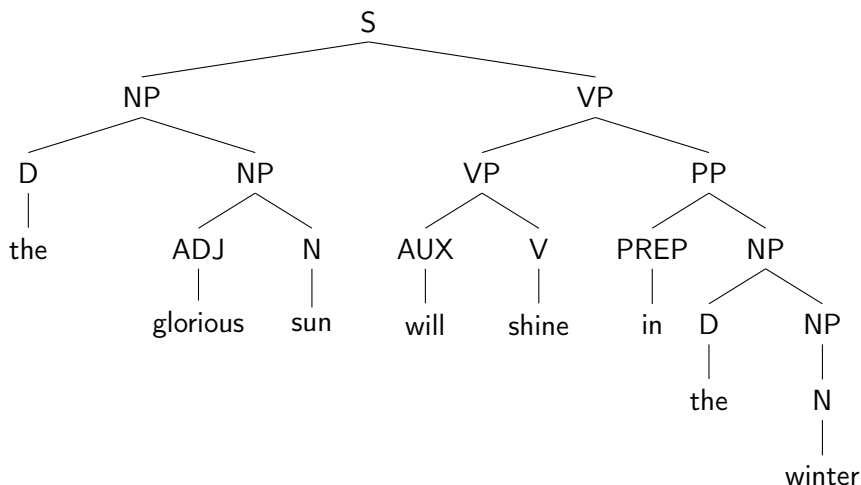 S
NP VP
D NP VP PP
the ADJ N AUX V PREP NP
glorious sun will shine in D NP
the N
winter